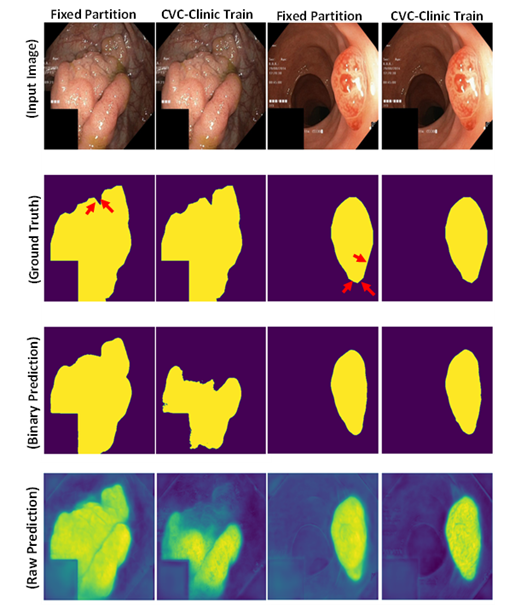 Fixed Partition CVC-Clinic Train Fixed Partition CVC-Clinic Train
(Input Image)
(Ground Truth)
(Binary Prediction)
(Raw Prediction)